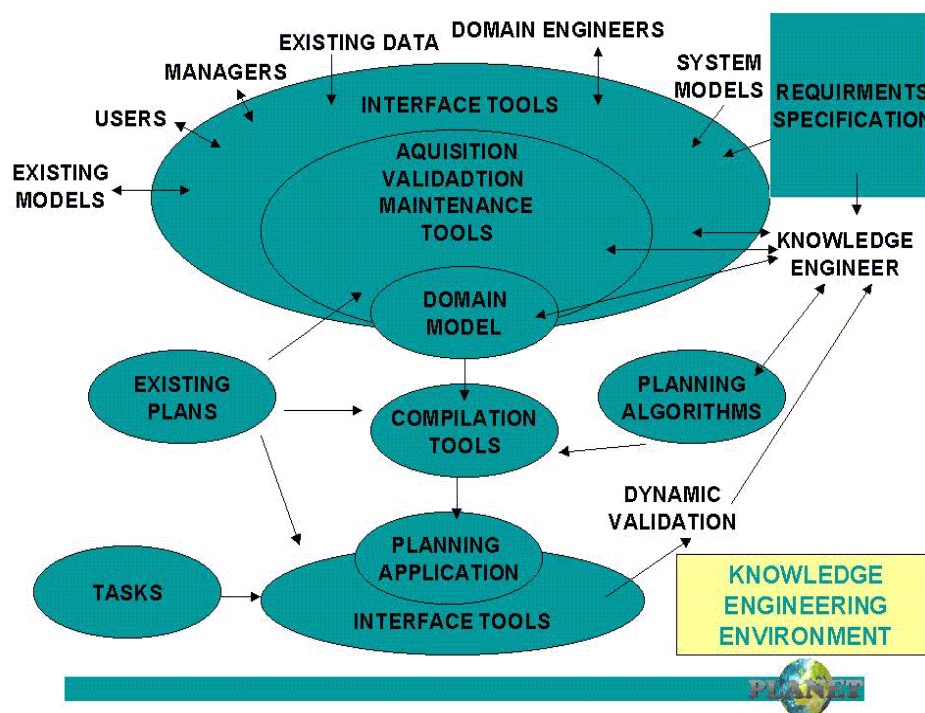 EXISTING DATA
DOMAIN ENGINEERS
MANAGERS
SYSTEM
MODELS
USERS
INTERFACE TOOLS
REQUIRMENTS
SPECIFICATION
EXISTING
MODELS
AQUISITION
VALIDADTION
MAINTENANCE
TOOLS
KNOWLEDGE
ENGINEER
DOMAIN
MODEL
EXISTING
PLANS
PLANNING
ALGORITHMS
COMPILATION
TOOLS
DYNAMIC
VALIDATION
PLANNING
APPLICATION
TASKS
INTERFACE TOOLS
KNOWLEDGE
ENGINEERING
ENVIRONMENT
PLANET